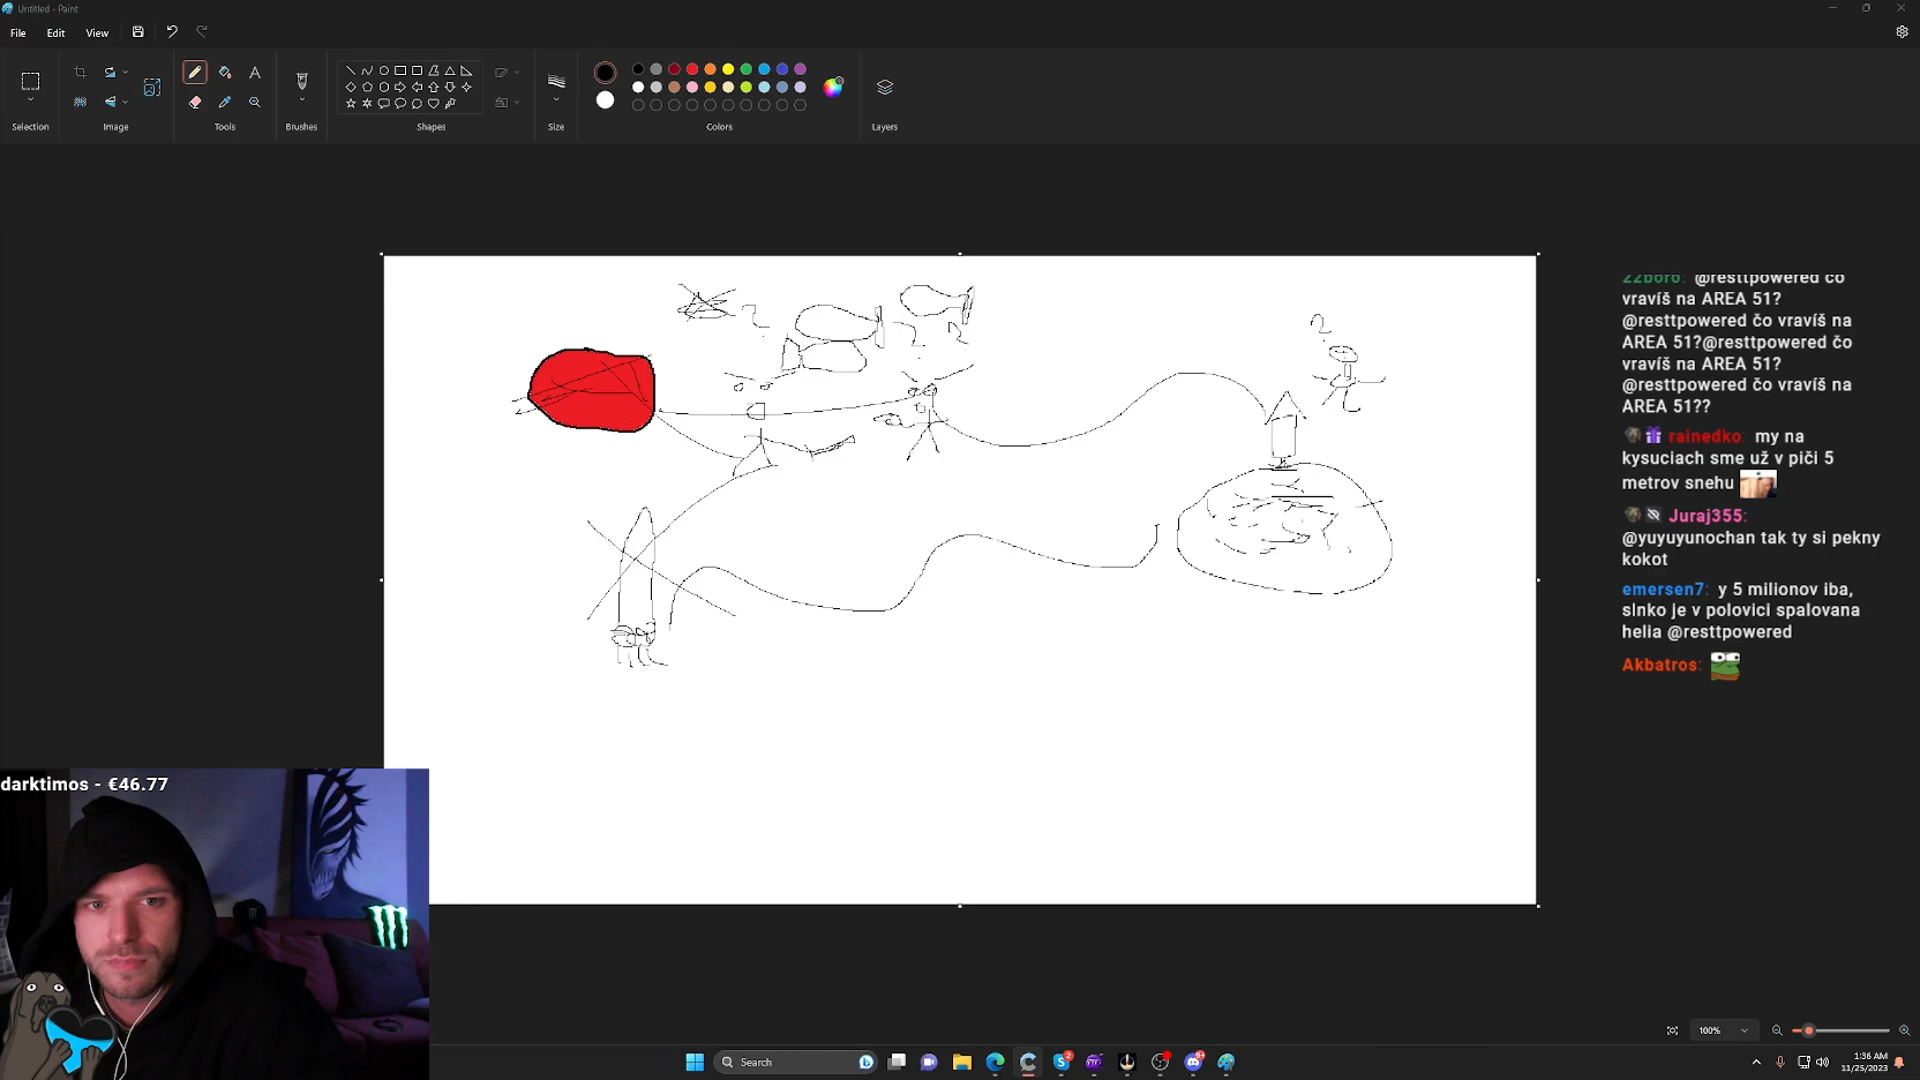 Untitled - Paint
File Edit View
Selection Image Tools Brushes Shapes Size Colors Layers
22boro: @resttpowered čo
vravíš na AREA 51?
@resttpowered čo vravíš na
AREA 51?@resttpowered čo
vravíš na AREA 51?
@resttpowered čo vravíš na
AREA 51??
rainedko: my na
kysuciach sme už v piči 5
metrov snehu
Juraj355:
@yuyuyunochan tak ty si pekny
kokot
emersen7: y 5 milionov iba,
slnko je v polovici spalovana
helia @resttpowered
Akbatros:
darktimos - €46.77
100%
Search
1:36 AM
11/25/2023